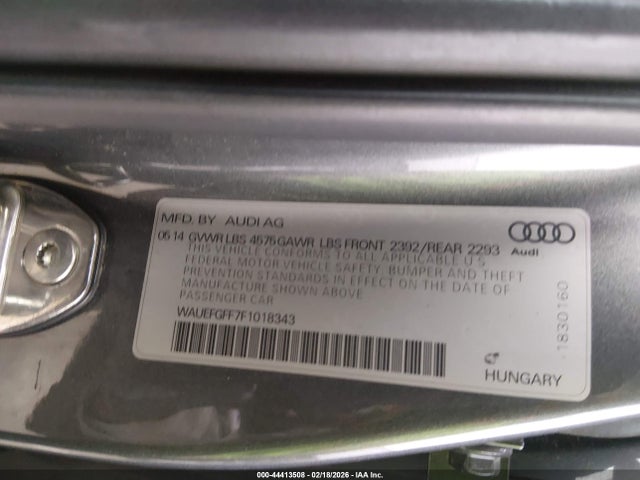 MFD. BY AUDI AG
05 14 GVWR LBS 4575 GAWR LBS FRONT 2392/REAR 2293
THIS VEHICLE CONFORMS TO ALL APPLICABLE U.S.
FEDERAL MOTOR VEHICLE SAFETY, BUMPER AND THEFT
PREVENTION STANDARDS IN EFFECT ON THE DATE OF
MANUFACTURE SHOWN ABOVE
PASSENGER CAR
WAUEFGFF7F1018343
Audi
1830160
HUNGARY
000-44413508 - 02/18/2026 - IAA Inc.